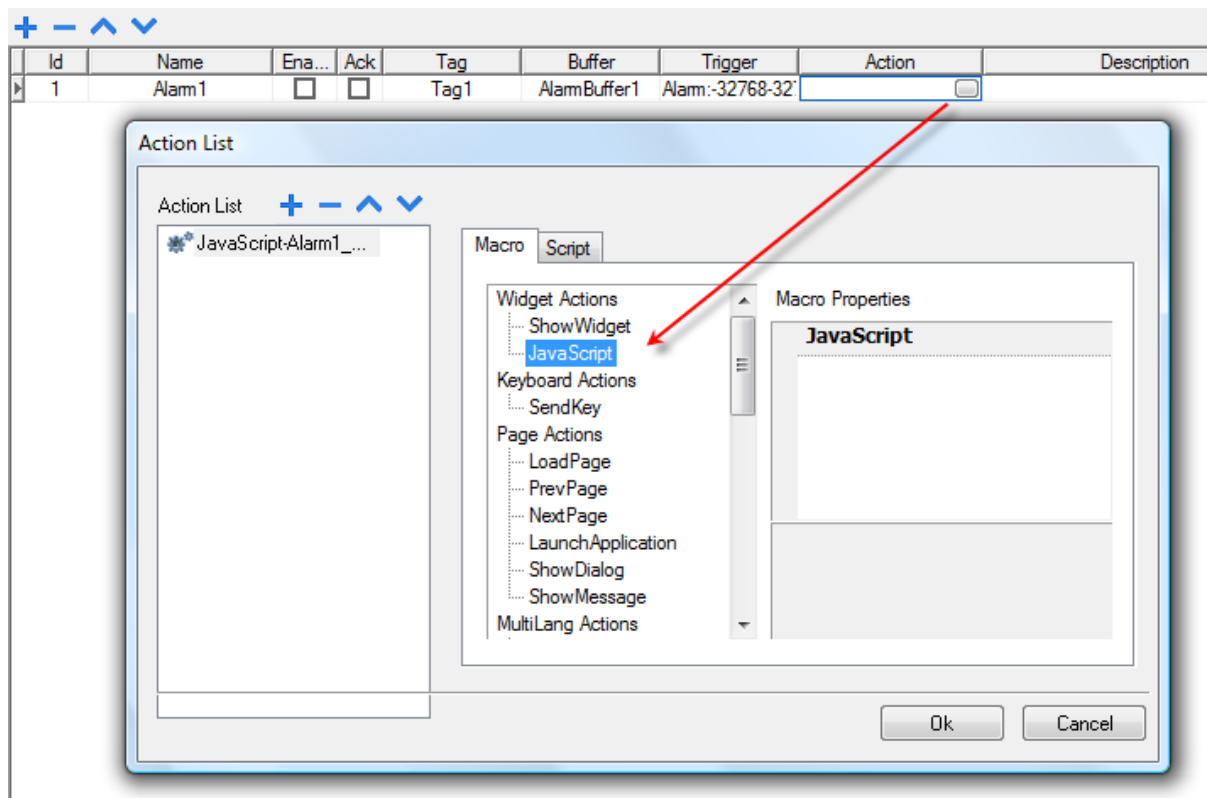 Id Name Ena... Ack Tag Buffer Trigger Action Description
1 Alarm1 Tag1 AlarmBuffer1 Alarm:-32768-32
Action List
Action List
JavaScript-Alarm1_...
Macro Script
Widget Actions
ShowWidget
JavaScript
Keyboard Actions
SendKey
Page Actions
LoadPage
PrevPage
NextPage
LaunchApplication
ShowDialog
ShowMessage
MultiLang Actions
Macro Properties
JavaScript
Ok Cancel